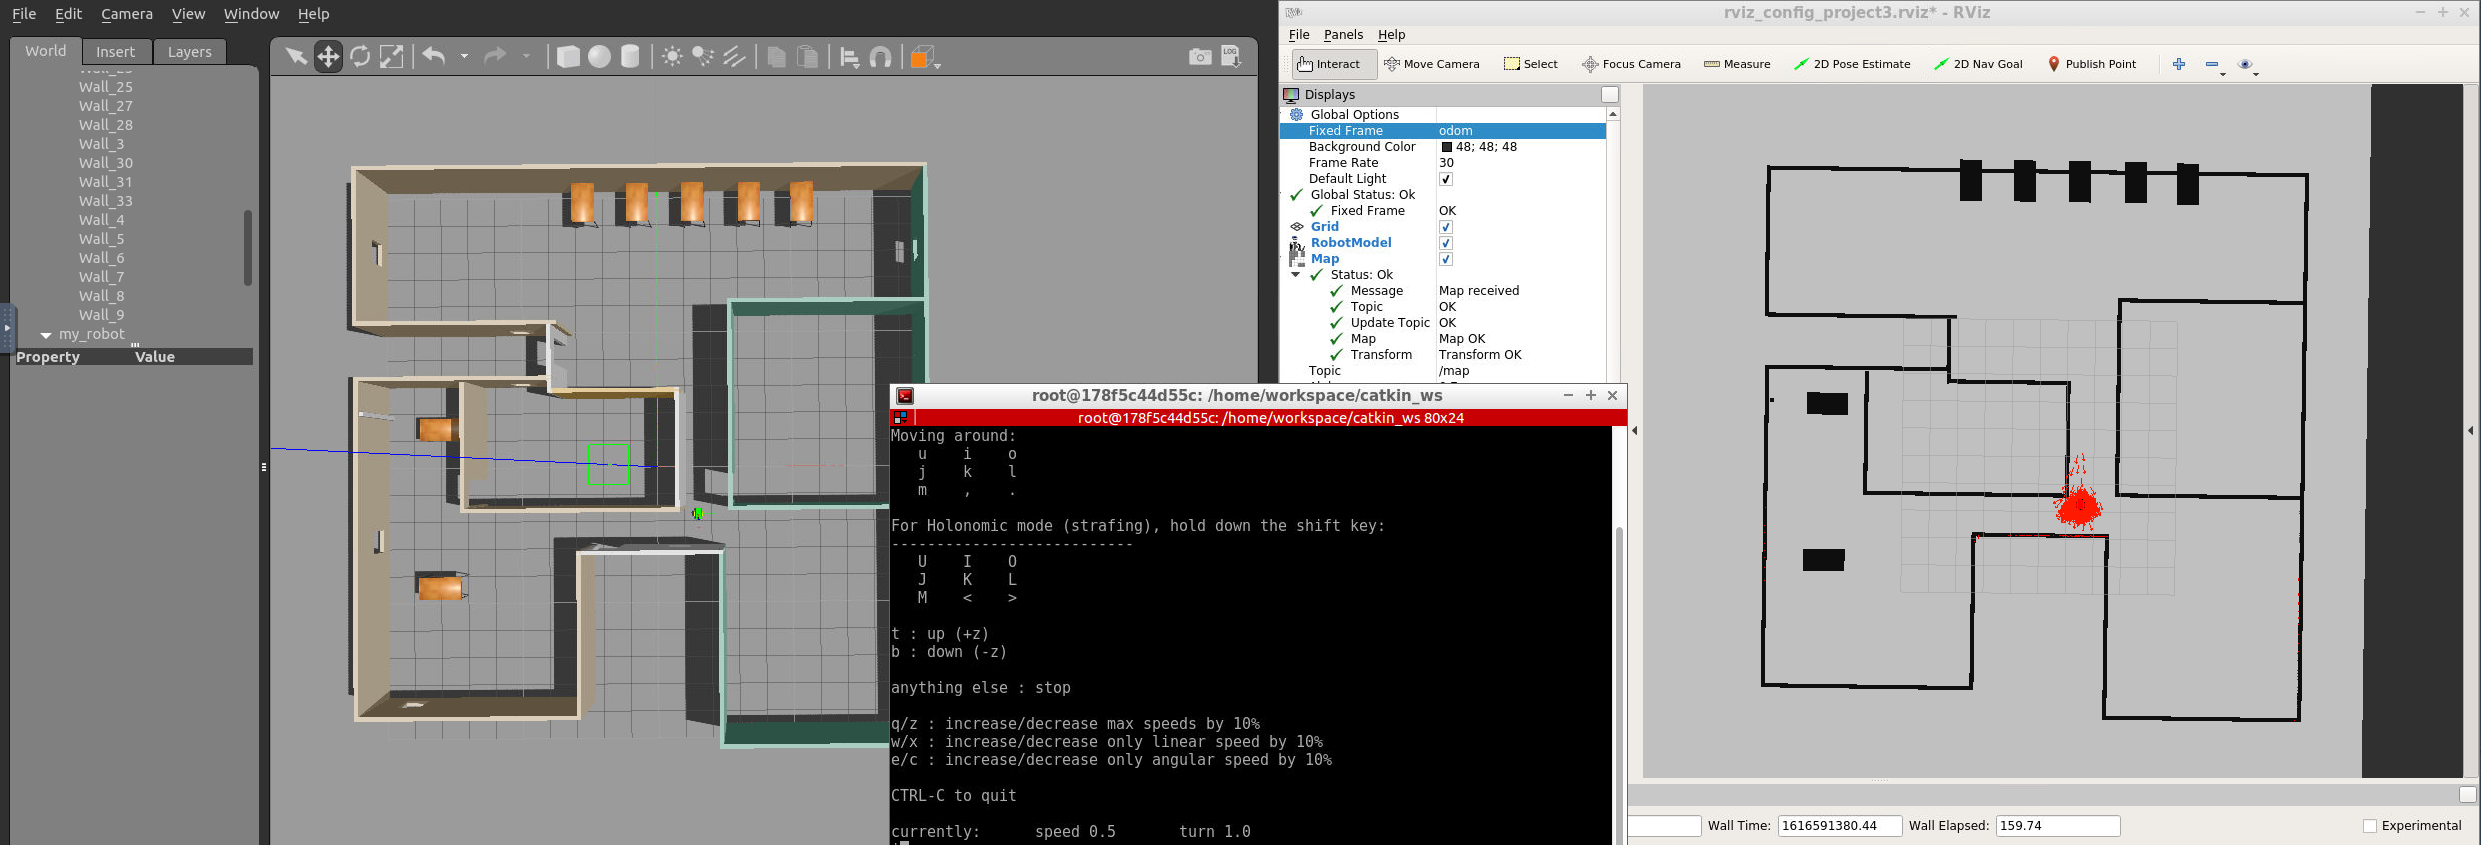 File Edit Camera View Window Help
World Insert Layers
Wall_25
Wall_27
Wall_28
Wall_3
Wall_30
Wall_31
Wall_33
Wall_4
Wall_5
Wall_6
Wall_7
Wall_8
Wall_9
my_robot
Property Value
LOG
rviz_config_project3.rviz* - RViz
File Panels Help
Interact Move Camera Select Focus Camera Measure 2D Pose Estimate 2D Nav Goal Publish Point
Displays
Global Options
Fixed Frame odom
Background Color 48; 48; 48
Frame Rate 30
Default Light
Global Status: Ok
Fixed Frame OK
Grid
RobotModel
Map
Status: Ok
Message Map received
Topic OK
Update Topic OK
Map Map OK
Transform Transform OK
Topic /map
root@178f5c44d55c: /home/workspace/catkin_ws
root@178f5c44d55c: /home/workspace/catkin_ws 80x24
Moving around:
u i o
j k l
m , .
For Holonomic mode (strafing), hold down the shift key:
---------------------------
U I O
J K L
M < >
t : up (+z)
b : down (-z)
anything else : stop
q/z : increase/decrease max speeds by 10%
w/x : increase/decrease only linear speed by 10%
e/c : increase/decrease only angular speed by 10%
CTRL-C to quit
currently: speed 0.5 turn 1.0
Wall Time: 1616591380.44 Wall Elapsed: 159.74 Experimental